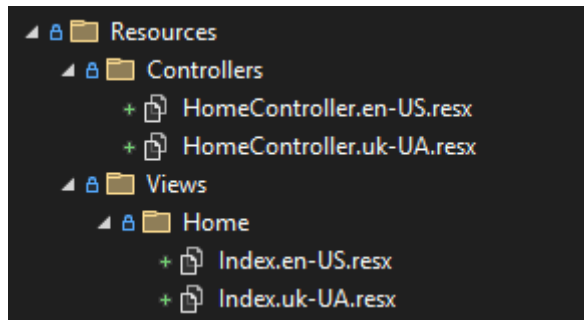 Resources
Controllers
HomeController.en-US.resx
HomeController.uk-UA.resx
Views
Home
Index.en-US.resx
Index.uk-UA.resx